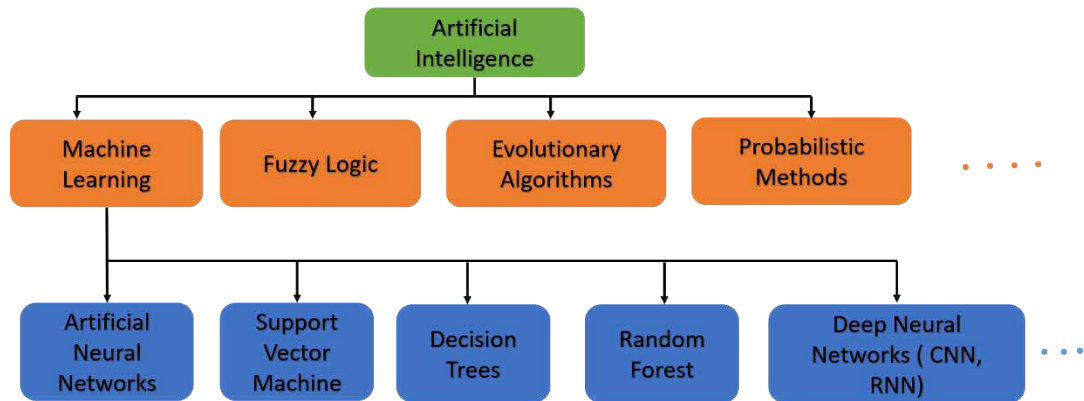 Artificial
Intelligence
Machine
Learning
Fuzzy Logic
Evolutionary
Algorithms
Probabilistic
Methods
Artificial
Neural
Networks
Support
Vector
Machine
Decision
Trees
Random
Forest
Deep Neural
Networks ( CNN,
RNN)